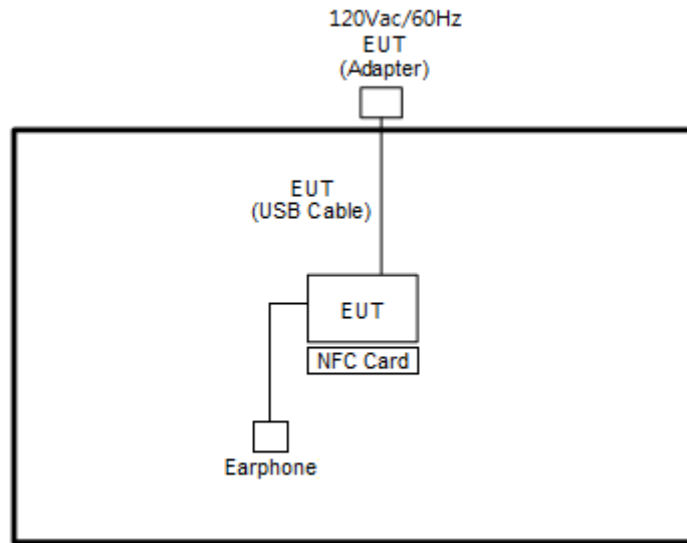 120Vac/60Hz
EUT
(Adapter)
EUT
(USB Cable)
EUT
NFC Card
Earphone